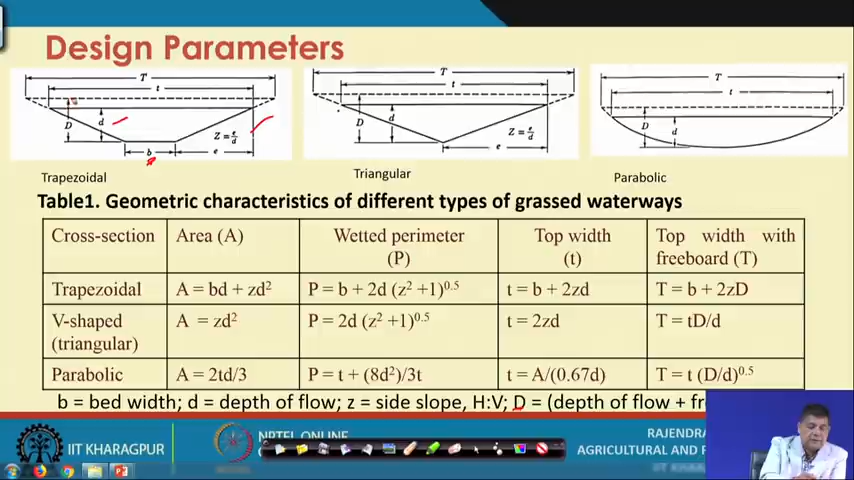 Design Parameters
T
t
D
d
b
e
Z = e/d
Trapezoidal
T
t
D
d
e
Z = e/d
Triangular
T
t
D
d
Parabolic
Table1. Geometric characteristics of different types of grassed waterways
Cross-section Area (A) Wetted perimeter (P) Top width (t) Top width with freeboard (T)
Trapezoidal A = bd + zd² P = b + 2d (z² +1)⁰·⁵ t = b + 2zd T = b + 2zD
V-shaped (triangular) A = zd² P = 2d (z² +1)⁰·⁵ t = 2zd T = tD/d
Parabolic A = 2td/3 P = t + (8d²)/3t t = A/(0.67d) T = t (D/d)⁰·⁵
b = bed width; d = depth of flow; z = side slope, H:V; D = (depth of flow +
IIT KHARAGPUR
NPTEL ONLINE
AGRICULTURAL AND